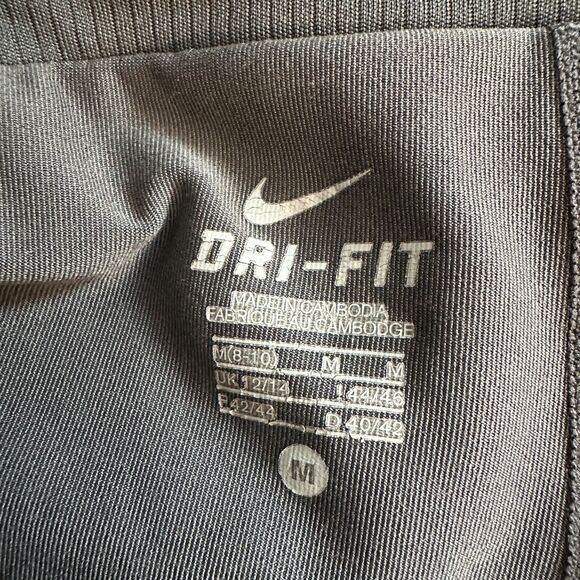 DRI-FIT
MADE IN CAMBODIA
FABRIQUÉ AU CAMBODGE
M(8-10) M M
UK 12/14 I 44/46
F 42/44 D 40/42
M